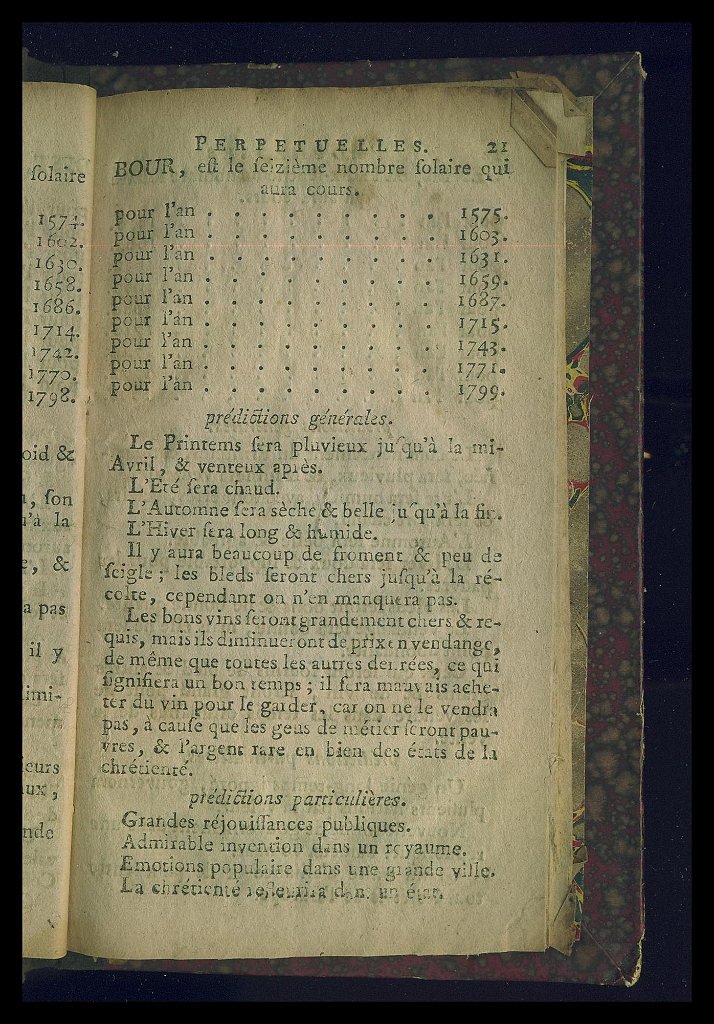 solaire
1574.
1602.
1630.
1658.
1686.
1714.
1742.
1770.
1798.
oid &
, ſon
'à la
, &
a pas
il y
imi-
eurs
aux,
nde
PERPETUELLES. 21
BOUR, eſt le ſeizième nombre ſolaire qui
aura cours.
pour l'an . . . . . . . . . 1575.
pour l'an . . . . . . . . . 1603.
pour l'an . . . . . . . . . 1631.
pour l'an . . . . . . . . . 1659.
pour l'an . . . . . . . . . 1687.
pour l'an . . . . . . . . . 1715.
pour l'an . . . . . . . . . 1743.
pour l'an . . . . . . . . . 1771.
pour l'an . . . . . . . . . 1799.
prédictions générales.
Le Printems ſera pluvieux juſqu'à la mi-
Avril, & venteux après.
L'Eté ſera chaud.
L'Automne ſera sèche & belle juſqu'à la fin.
L'Hiver ſera long & humide.
Il y aura beaucoup de froment & peu de
ſeigle ; les bleds ſeront chers juſqu'à la ré-
colte, cependant on n'en manquera pas.
Les bons vins ſeront grandement chers & re-
quis, mais ils diminueront de prix en vendange,
de même que toutes les autres denrées, ce qui
ſignifiera un bon temps ; il ſera mauvais ache-
ter du vin pour le garder, car on ne le vendra
pas, à cauſe que les gens de métier ſeront pau-
vres, & l'argent rare en bien des états de la
chrétienté.
prédictions particulières.
Grandes réjouiſſances publiques.
Admirable invention dans un royaume.
Emotions populaire dans une grande ville.
La chrétienté refleurira dans un état.